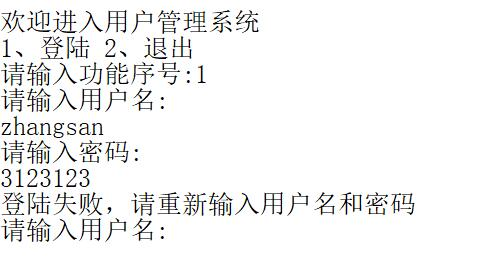 欢迎进入用户管理系统
1、登陆 2、退出
请输入功能序号:1
请输入用户名:
zhangsan
请输入密码:
3123123
登陆失败，请重新输入用户名和密码
请输入用户名: